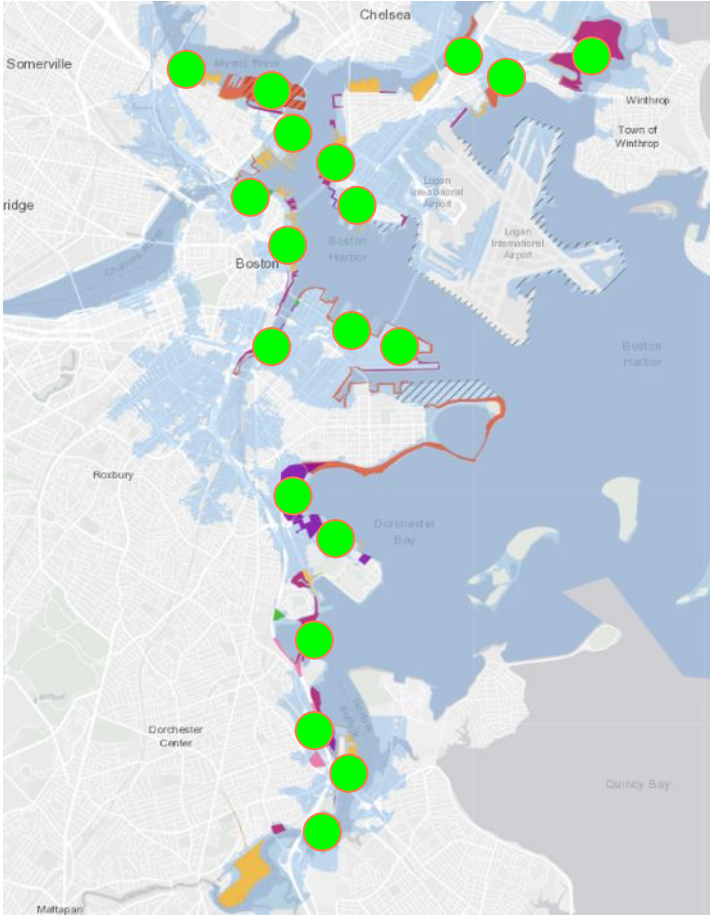 Chelsea
Somerville
Mystic River
Winthrop
Town of
Winthrop
Logan
International
Airport
ridge
Logan
International
Airport
Charles River
Boston
Boston
Harbor
Boston
Harbor
Roxbury
Dorchester
Bay
Dorchester
Center
Quincy Bay
Mattapan